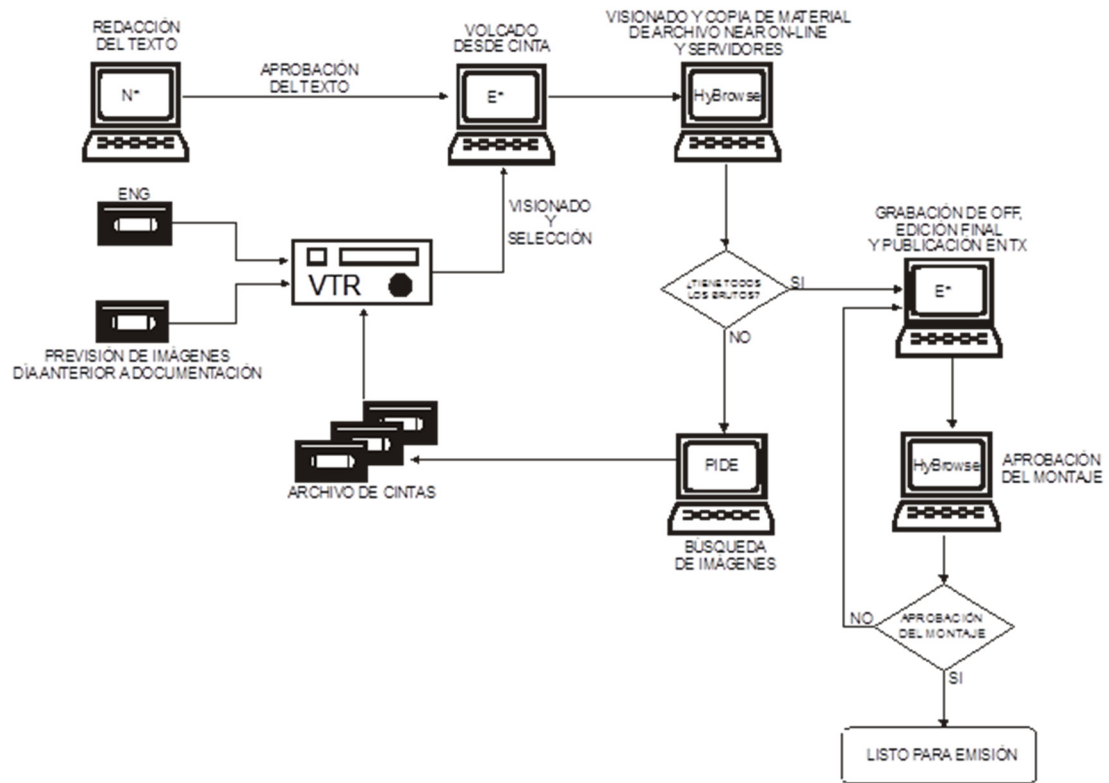 REDACCIÓN
DEL TEXTO
N*
APROBACIÓN
DEL TEXTO
VOLCADO
DESDE CINTA
E*
VISIONADO Y COPIA DE MATERIAL
DE ARCHIVO NEAR ON-LINE
Y SERVIDORES
HyBrowse
ENG
VTR
VISIONADO
Y
SELECCIÓN
PREVISIÓN DE IMÁGENES
DÍA ANTERIOR A DOCUMENTACIÓN
¿TIENE TODOS
LOS BRUTOS?
SI
NO
GRABACIÓN DE OFF,
EDICIÓN FINAL
Y PUBLICACIÓN EN TX
E*
ARCHIVO DE CINTAS
PIDE
BÚSQUEDA
DE IMÁGENES
HyBrowse
APROBACIÓN
DEL MONTAJE
NO
APROBACIÓN
DEL MONTAJE
SI
LISTO PARA EMISIÓN